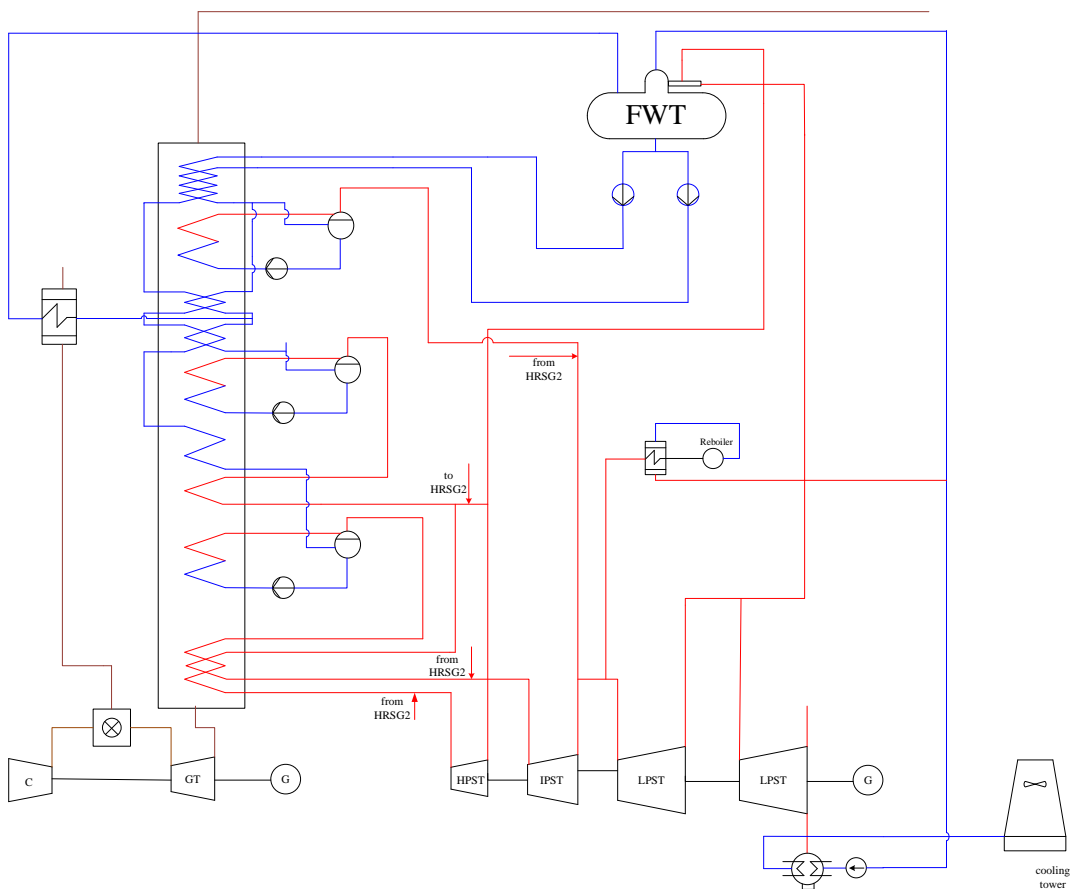 FWT
from
HRSG2
Reboiler
to
HRSG2
from
HRSG2
from
HRSG2
C
GT
G
HPST
IPST
LPST
LPST
G
cooling
tower